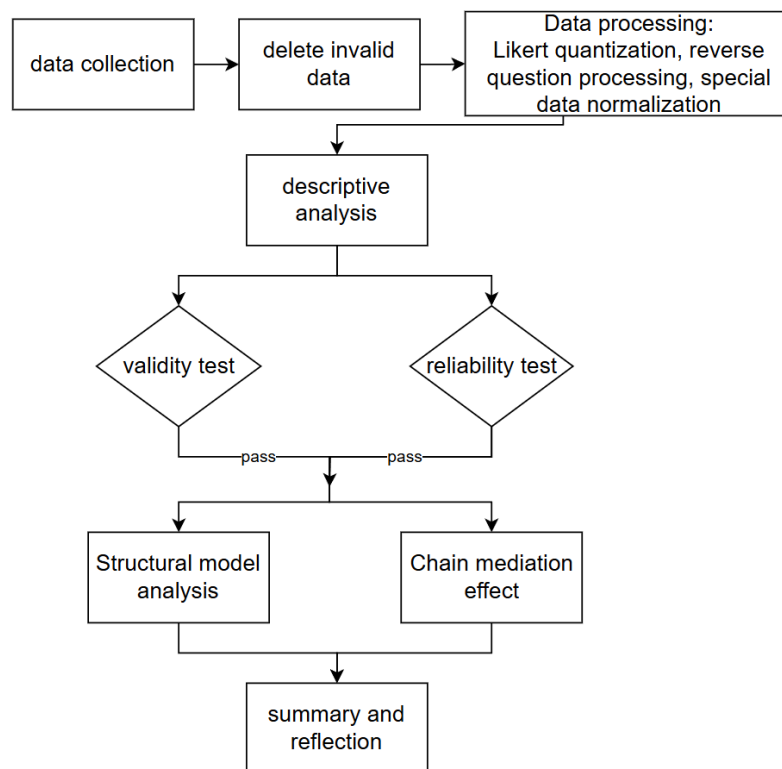 data collection
delete invalid
data
Data processing:
Likert quantization, reverse
question processing, special
data normalization
descriptive
analysis
validity test
reliability test
pass
pass
Structural model
analysis
Chain mediation
effect
summary and
reflection